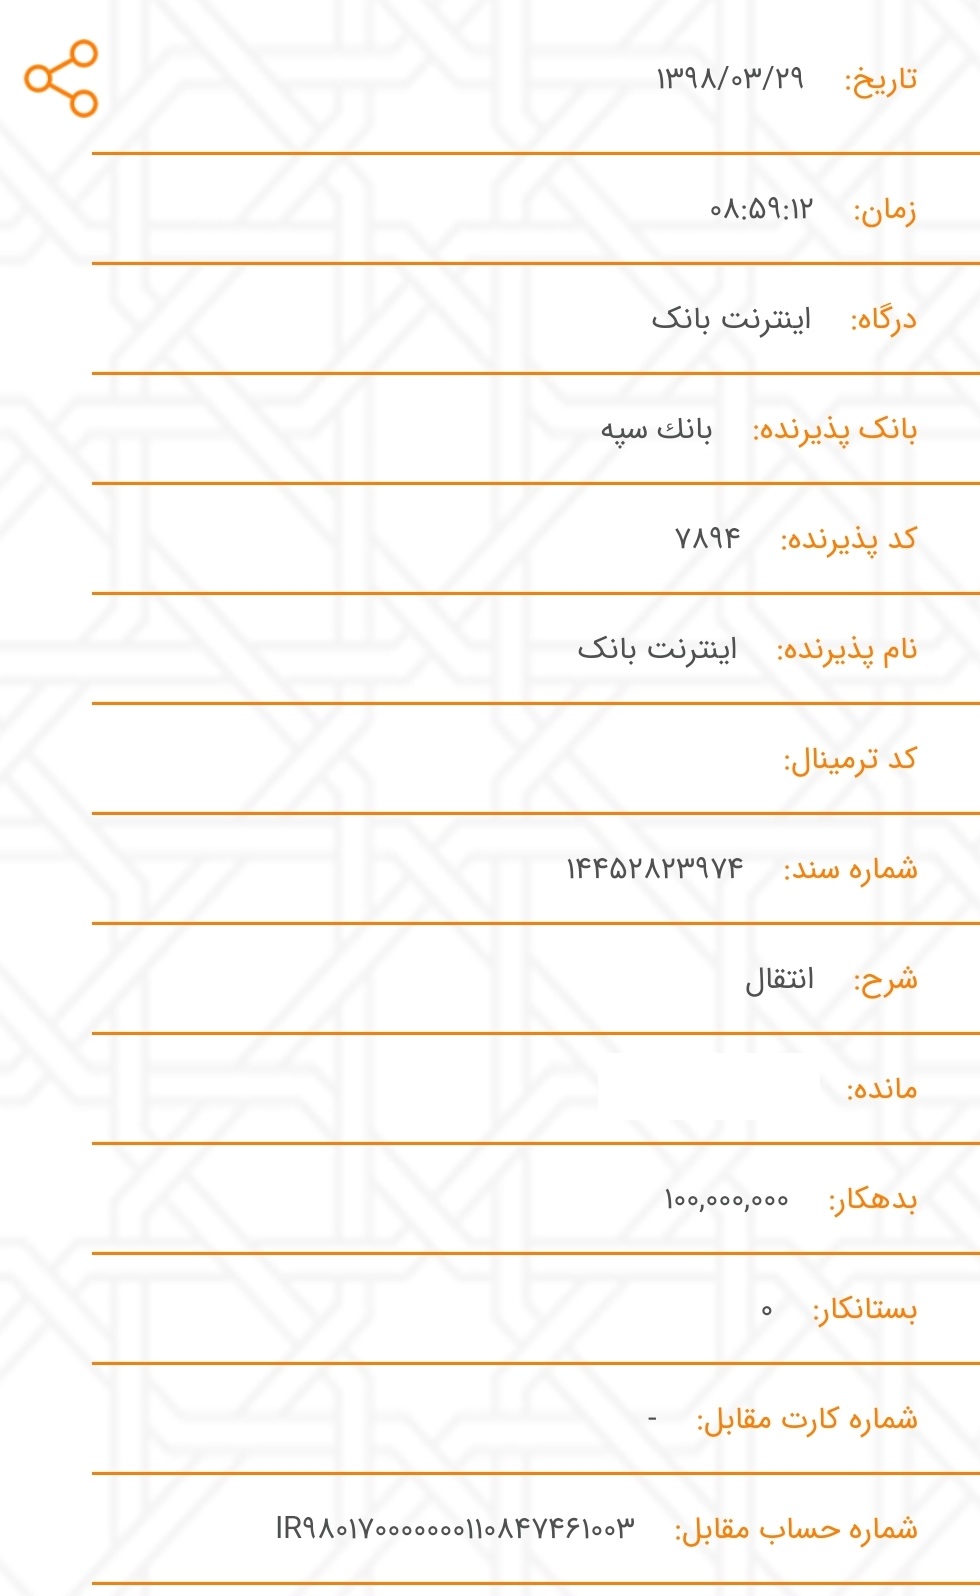 تاریخ: ۱۳۹۸/۰۳/۲۹
زمان: ۰۸:۵۹:۱۲
درگاه: اینترنت بانک
بانک پذیرنده: بانك سپه
کد پذیرنده: ۷۸۹۴
نام پذیرنده: اینترنت بانک
کد ترمینال:
شماره سند: ۱۴۴۵۲۸۲۳۹۷۴
شرح: انتقال
مانده:
بدهکار: ۱۰۰,۰۰۰,۰۰۰
بستانکار: ۰
شماره کارت مقابل: -
شماره حساب مقابل: IR۹۸۰۱۷۰۰۰۰۰۰۰۱۱۰۸۴۷۴۶۱۰۰۳